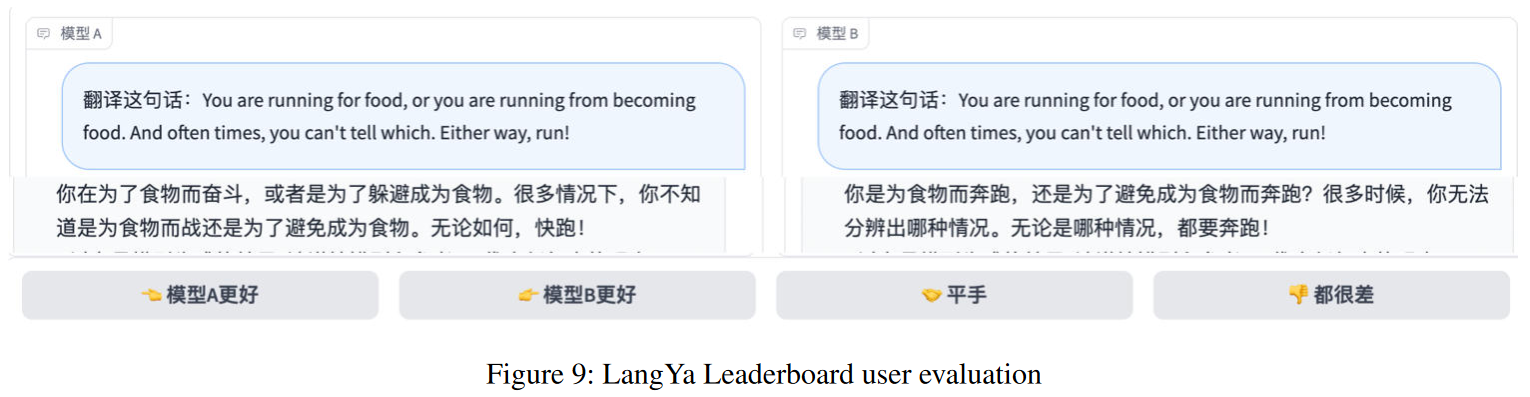 模型 A
翻译这句话：You are running for food, or you are running from becoming
food. And often times, you can't tell which. Either way, run!
你在为了食物而奋斗，或者是为了躲避成为食物。很多情况下，你不知
道是为食物而战还是为了避免成为食物。无论如何，快跑！
模型 B
翻译这句话：You are running for food, or you are running from becoming
food. And often times, you can't tell which. Either way, run!
你是为食物而奔跑，还是为了避免成为食物而奔跑？很多时候，你无法
分辨出哪种情况。无论是哪种情况，都要奔跑！
👈 模型A更好
👉 模型B更好
🤝 平手
👎 都很差
Figure 9: LangYa Leaderboard user evaluation